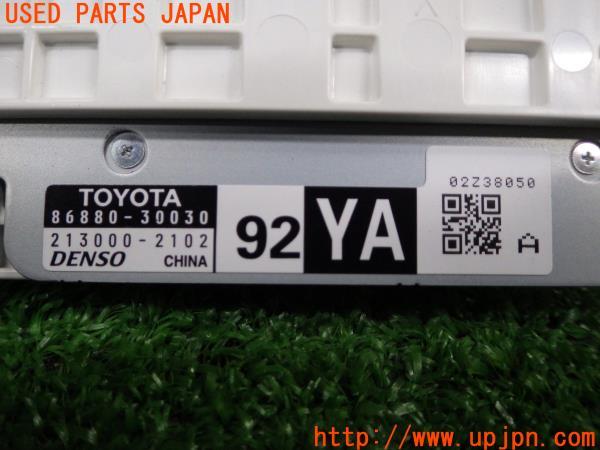 USED PARTS JAPAN
TOYOTA
86880-30030
213000-2102
DENSO CHINA
92
YA
02Z38050
A
http://www.upjpn.com